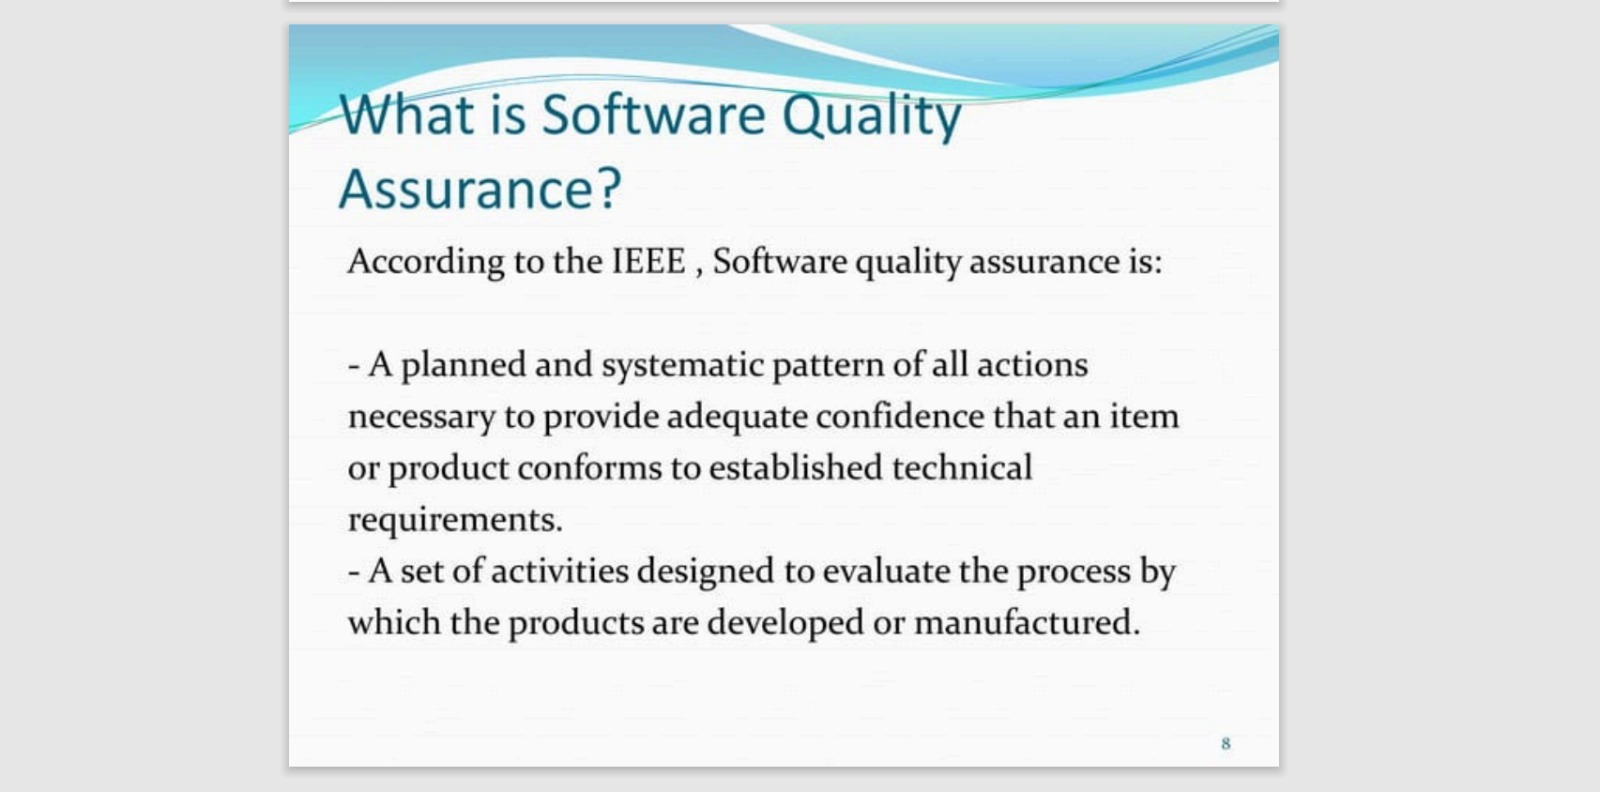 What is Software Quality
Assurance?
According to the IEEE , Software quality assurance is:
- A planned and systematic pattern of all actions
necessary to provide adequate confidence that an item
or product conforms to established technical
requirements.
- A set of activities designed to evaluate the process by
which the products are developed or manufactured.
8